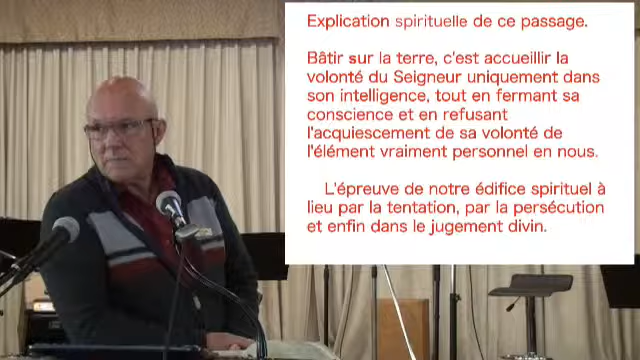 Explication spirituelle de ce passage.
Bâtir sur la terre, c'est accueillir la
volonté du Seigneur uniquement dans
son intelligence, tout en fermant sa
conscience et en refusant
l'acquiescement de sa volonté de
l'élément vraiment personnel en nous.
L'épreuve de notre édifice spirituel à
lieu par la tentation, par la persécution
et enfin dans le jugement divin.